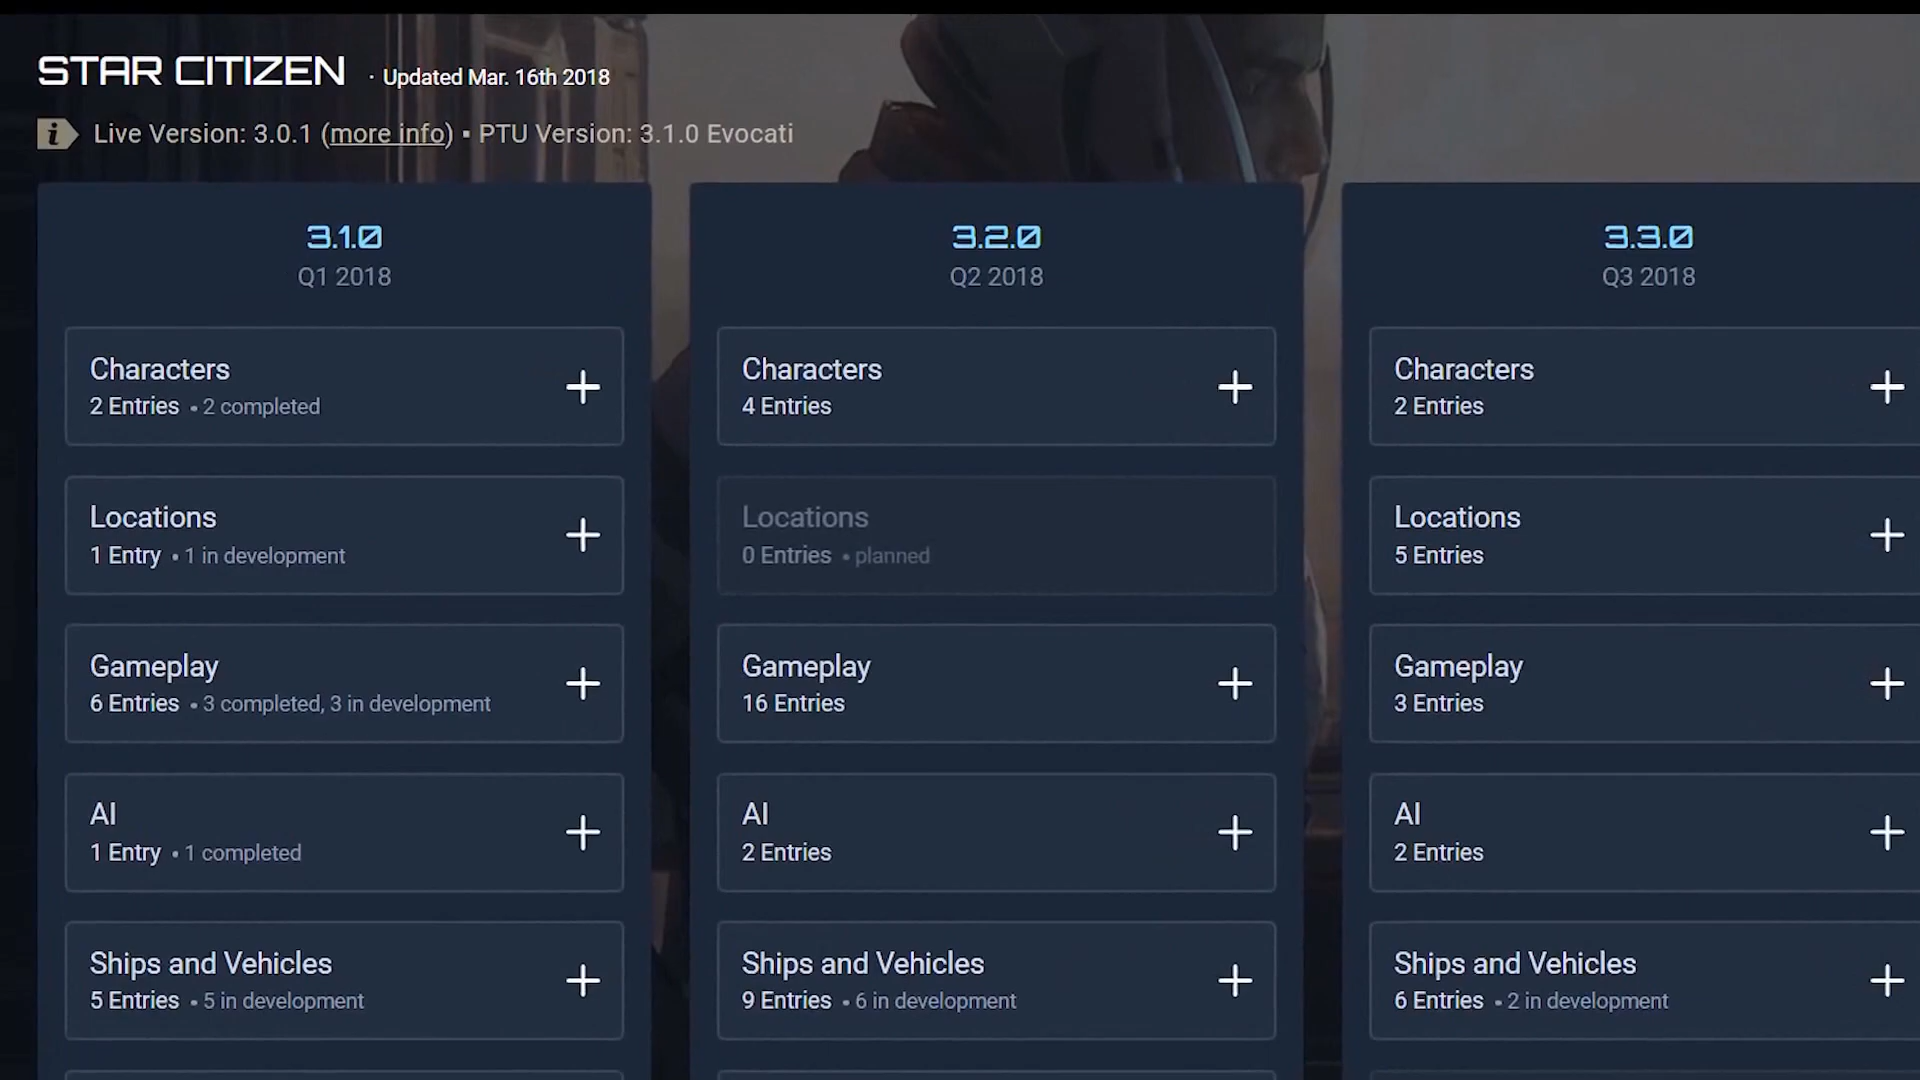 STAR CITIZEN · Updated Mar. 16th 2018
i Live Version: 3.0.1 (more info) ▪ PTU Version: 3.1.0 Evocati
3.1.0
Q1 2018
Characters
2 Entries • 2 completed
Locations
1 Entry • 1 in development
Gameplay
6 Entries • 3 completed, 3 in development
AI
1 Entry • 1 completed
Ships and Vehicles
5 Entries • 5 in development
3.2.0
Q2 2018
Characters
4 Entries
Locations
0 Entries • planned
Gameplay
16 Entries
AI
2 Entries
Ships and Vehicles
9 Entries • 6 in development
3.3.0
Q3 2018
Characters
2 Entries
Locations
5 Entries
Gameplay
3 Entries
AI
2 Entries
Ships and Vehicles
6 Entries • 2 in development